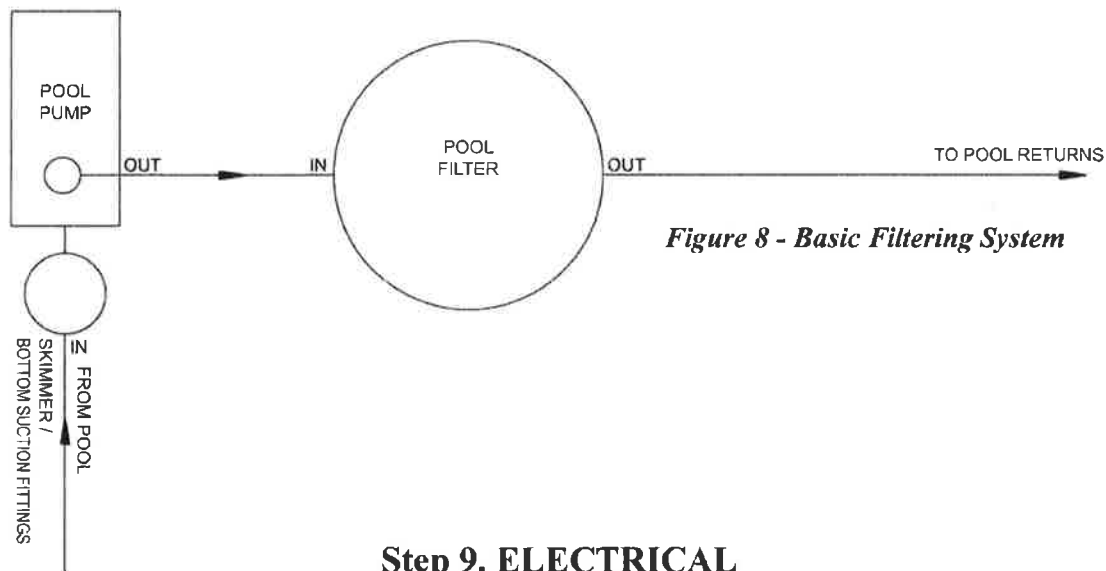 POOL
PUMP
OUT
IN
POOL
FILTER
OUT
TO POOL RETURNS
Figure 8 - Basic Filtering System
IN FROM POOL
SKIMMER /
BOTTOM SUCTION FITTINGS
Step 9. ELECTRICAL